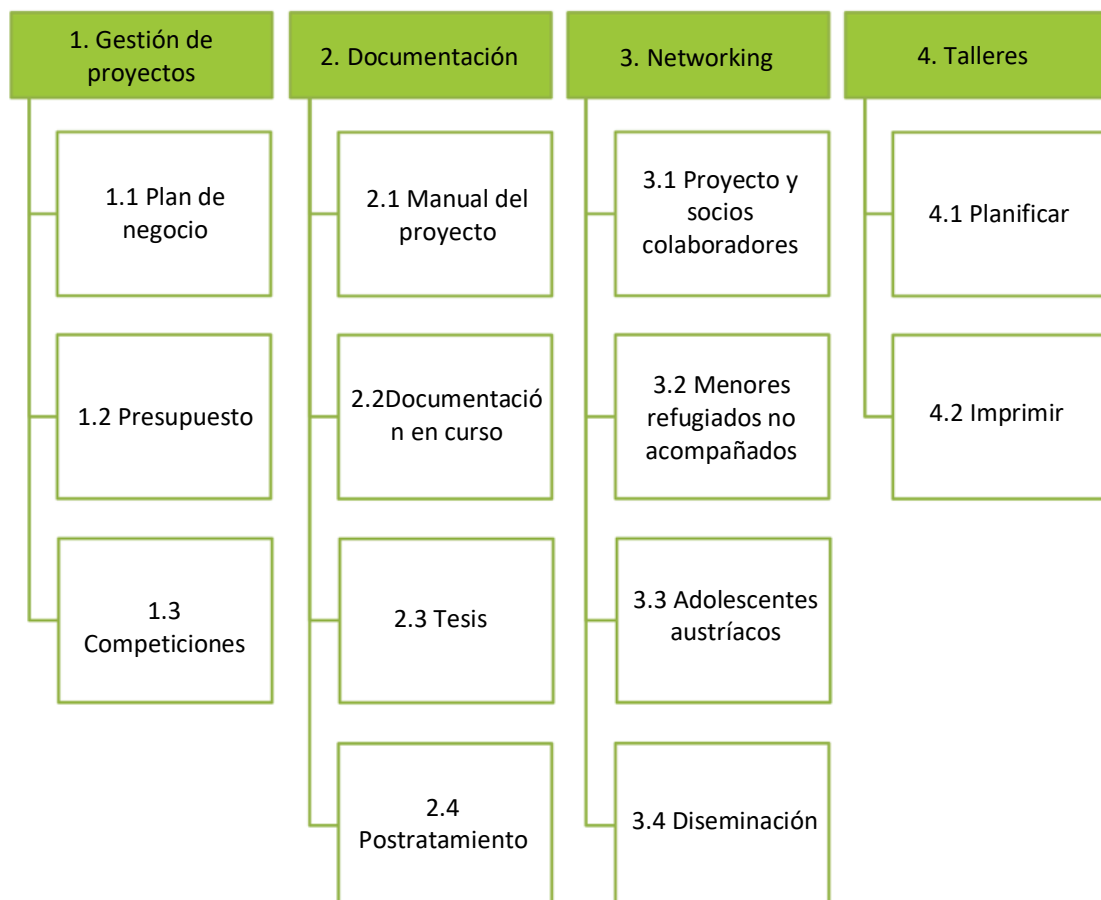 1. Gestión de
proyectos
1.1 Plan de
negocio
1.2 Presupuesto
1.3
Competiciones
2. Documentación
2.1 Manual del
proyecto
2.2Documentació
n en curso
2.3 Tesis
2.4
Postratamiento
3. Networking
3.1 Proyecto y
socios
colaboradores
3.2 Menores
refugiados no
acompañados
3.3 Adolescentes
austríacos
3.4 Diseminación
4. Talleres
4.1 Planificar
4.2 Imprimir